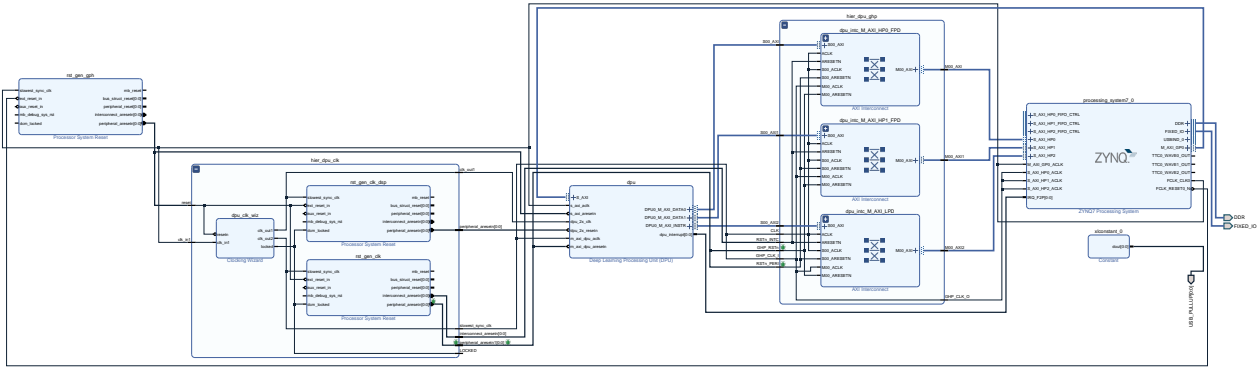 rst_gen_gph
slowest_sync_clk
ext_reset_in
aux_reset_in
mb_debug_sys_rst
dcm_locked
mb_reset
bus_struct_reset[0:0]
peripheral_reset[0:0]
interconnect_aresetn[0:0]
peripheral_aresetn[0:0]
Processor System Reset
hier_dpu_clk
reset
clk_in1
dpu_clk_wiz
resetn
clk_in1
clk_out1
clk_out2
locked
Clocking Wizard
rst_gen_clk_dsp
slowest_sync_clk
ext_reset_in
aux_reset_in
mb_debug_sys_rst
dcm_locked
mb_reset
bus_struct_reset[0:0]
peripheral_reset[0:0]
interconnect_aresetn[0:0]
peripheral_aresetn[0:0]
Processor System Reset
rst_gen_clk
slowest_sync_clk
ext_reset_in
aux_reset_in
mb_debug_sys_rst
dcm_locked
mb_reset
bus_struct_reset[0:0]
peripheral_reset[0:0]
interconnect_aresetn[0:0]
peripheral_aresetn[0:0]
Processor System Reset
clk_out1
peripheral_aresetn[0:0]
slowest_sync_clk
interconnect_aresetn[0:0]
peripheral_aresetn1[0:0]
LOCKED
dpu
S_AXI
s_axi_aclk
s_axi_aresetn
dpu_2x_clk
dpu_2x_resetn
m_axi_dpu_aclk
m_axi_dpu_aresetn
DPU0_M_AXI_DATA0
DPU0_M_AXI_DATA1
DPU0_M_AXI_INSTR
dpu_interrupt[0:0]
Deep Learning Processing Unit (DPU)
hier_dpu_ghp
S00_AXI
S00_AXI1
S00_AXI2
CLK
RSTn_INTC
GHP_RSTn
GHP_CLK_I
RSTn_PERI
dpu_intc_M_AXI_HP0_FPD
S00_AXI
ACLK
ARESETN
S00_ACLK
S00_ARESETN
M00_ACLK
M00_ARESETN
M00_AXI
AXI Interconnect
dpu_intc_M_AXI_HP1_FPD
S00_AXI
ACLK
ARESETN
S00_ACLK
S00_ARESETN
M00_ACLK
M00_ARESETN
M00_AXI
AXI Interconnect
dpu_intc_M_AXI_LPD
S00_AXI
ACLK
ARESETN
S00_ACLK
S00_ARESETN
M00_ACLK
M00_ARESETN
M00_AXI
AXI Interconnect
M00_AXI
M00_AXI1
M00_AXI2
GHP_CLK_O
processing_system7_0
S_AXI_HP0_FIFO_CTRL
S_AXI_HP1_FIFO_CTRL
S_AXI_HP2_FIFO_CTRL
S_AXI_HP0
S_AXI_HP1
S_AXI_HP2
M_AXI_GP0_ACLK
S_AXI_HP0_ACLK
S_AXI_HP1_ACLK
S_AXI_HP2_ACLK
IRQ_F2P[0:0]
ZYNQ
DDR
FIXED_IO
USBIND_0
M_AXI_GP0
TTC0_WAVE0_OUT
TTC0_WAVE1_OUT
TTC0_WAVE2_OUT
FCLK_CLK0
FCLK_RESET0_N
ZYNQ7 Processing System
DDR
FIXED_IO
xlconstant_0
dout[0:0]
Constant
USB_PULLUP[0:0]